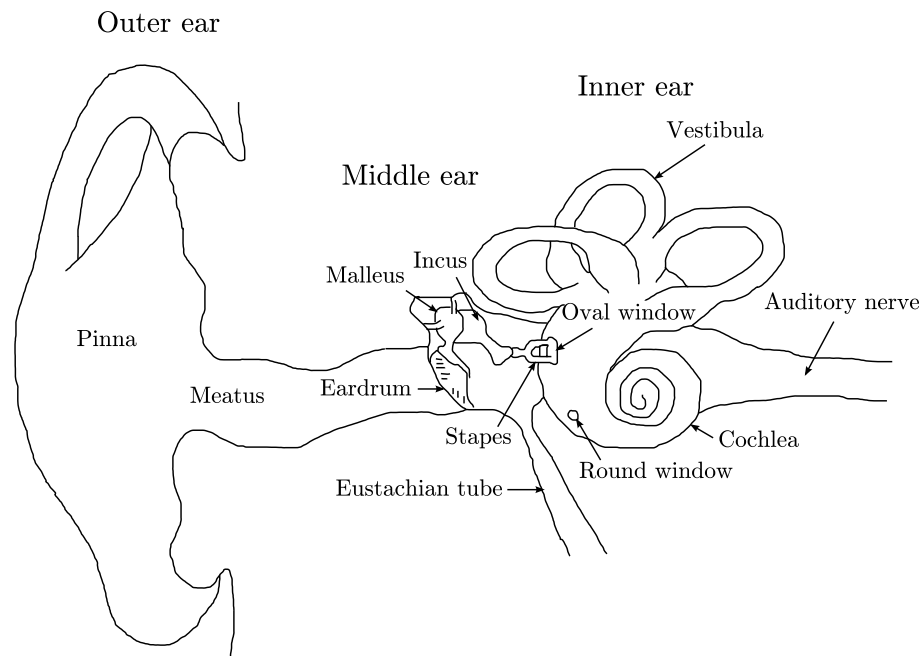 Outer ear
Inner ear
Vestibula
Middle ear
Incus
Malleus
Oval window
Auditory nerve
Pinna
Eardrum
Meatus
Stapes
Cochlea
Round window
Eustachian tube